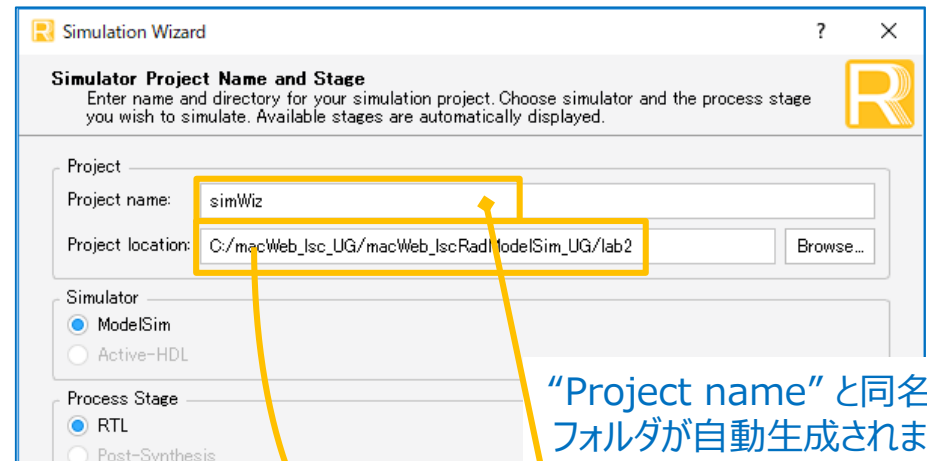 Simulation Wizard
?
Simulator Project Name and Stage
Enter name and directory for your simulation project. Choose simulator and the process stage
you wish to simulate. Available stages are automatically displayed.
Project
Project name: simWiz
Project location: C:/macWeb_lsc_UG/macWeb_lscRadModelSim_UG/lab2 Browse...
Simulator
ModelSim
Active-HDL
Process Stage
RTL
Post-Synthesis
“Project name” と同名
フォルダが自動生成されま